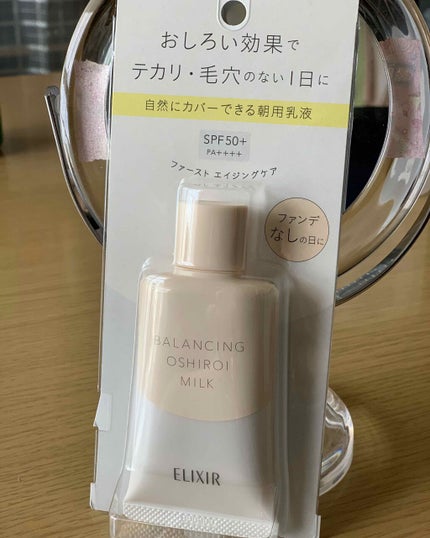 おしろい効果で
テカリ・毛穴のない1日に
自然にカバーできる朝用乳液
SPF50+
PA++++
ファースト エイジングケア
ファンデ
なしの日に
BALANCING
OSHIROI
MILK
ELIXIR